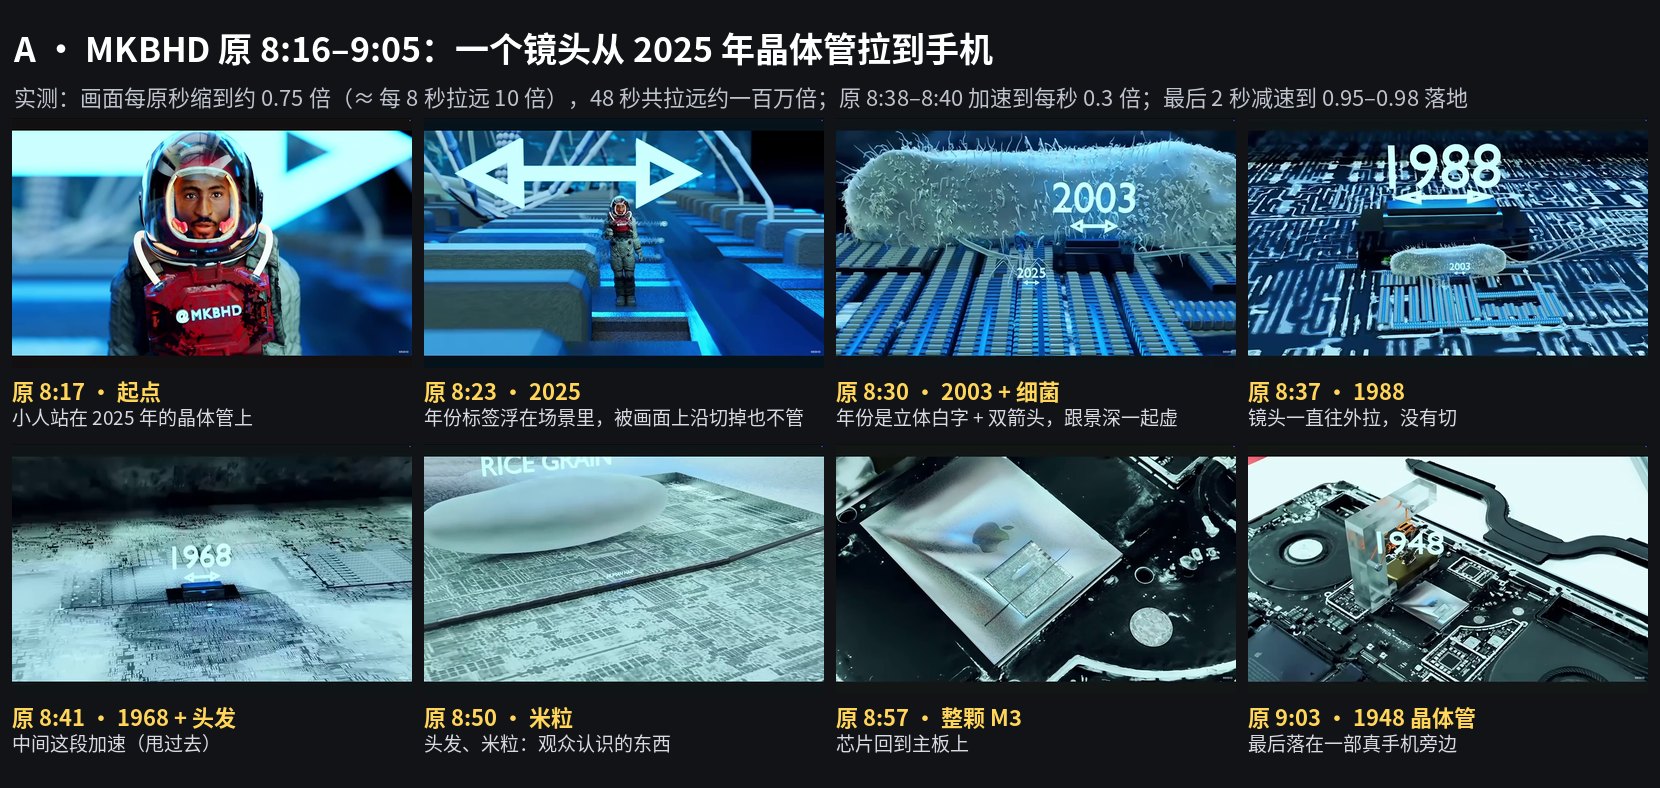 A · MKBHD 原 8:16–9:05：一个镜头从 2025 年晶体管拉到手机
实测：画面每原秒缩到约 0.75 倍（≈ 每 8 秒拉远 10 倍），48 秒共拉远约一百万倍；原 8:38–8:40 加速到每秒 0.3 倍；最后 2 秒减速到 0.95–0.98 落地
@MKBHD
2003
2025
1988
2003
原 8:17 · 起点
小人站在 2025 年的晶体管上
原 8:23 · 2025
年份标签浮在场景里，被画面上沿切掉也不管
原 8:30 · 2003 + 细菌
年份是立体白字 + 双箭头，跟景深一起虚
原 8:37 · 1988
镜头一直往外拉，没有切
1968
RICE GRAIN
1948
原 8:41 · 1968 + 头发
中间这段加速（甩过去）
原 8:50 · 米粒
头发、米粒：观众认识的东西
原 8:57 · 整颗 M3
芯片回到主板上
原 9:03 · 1948 晶体管
最后落在一部真手机旁边